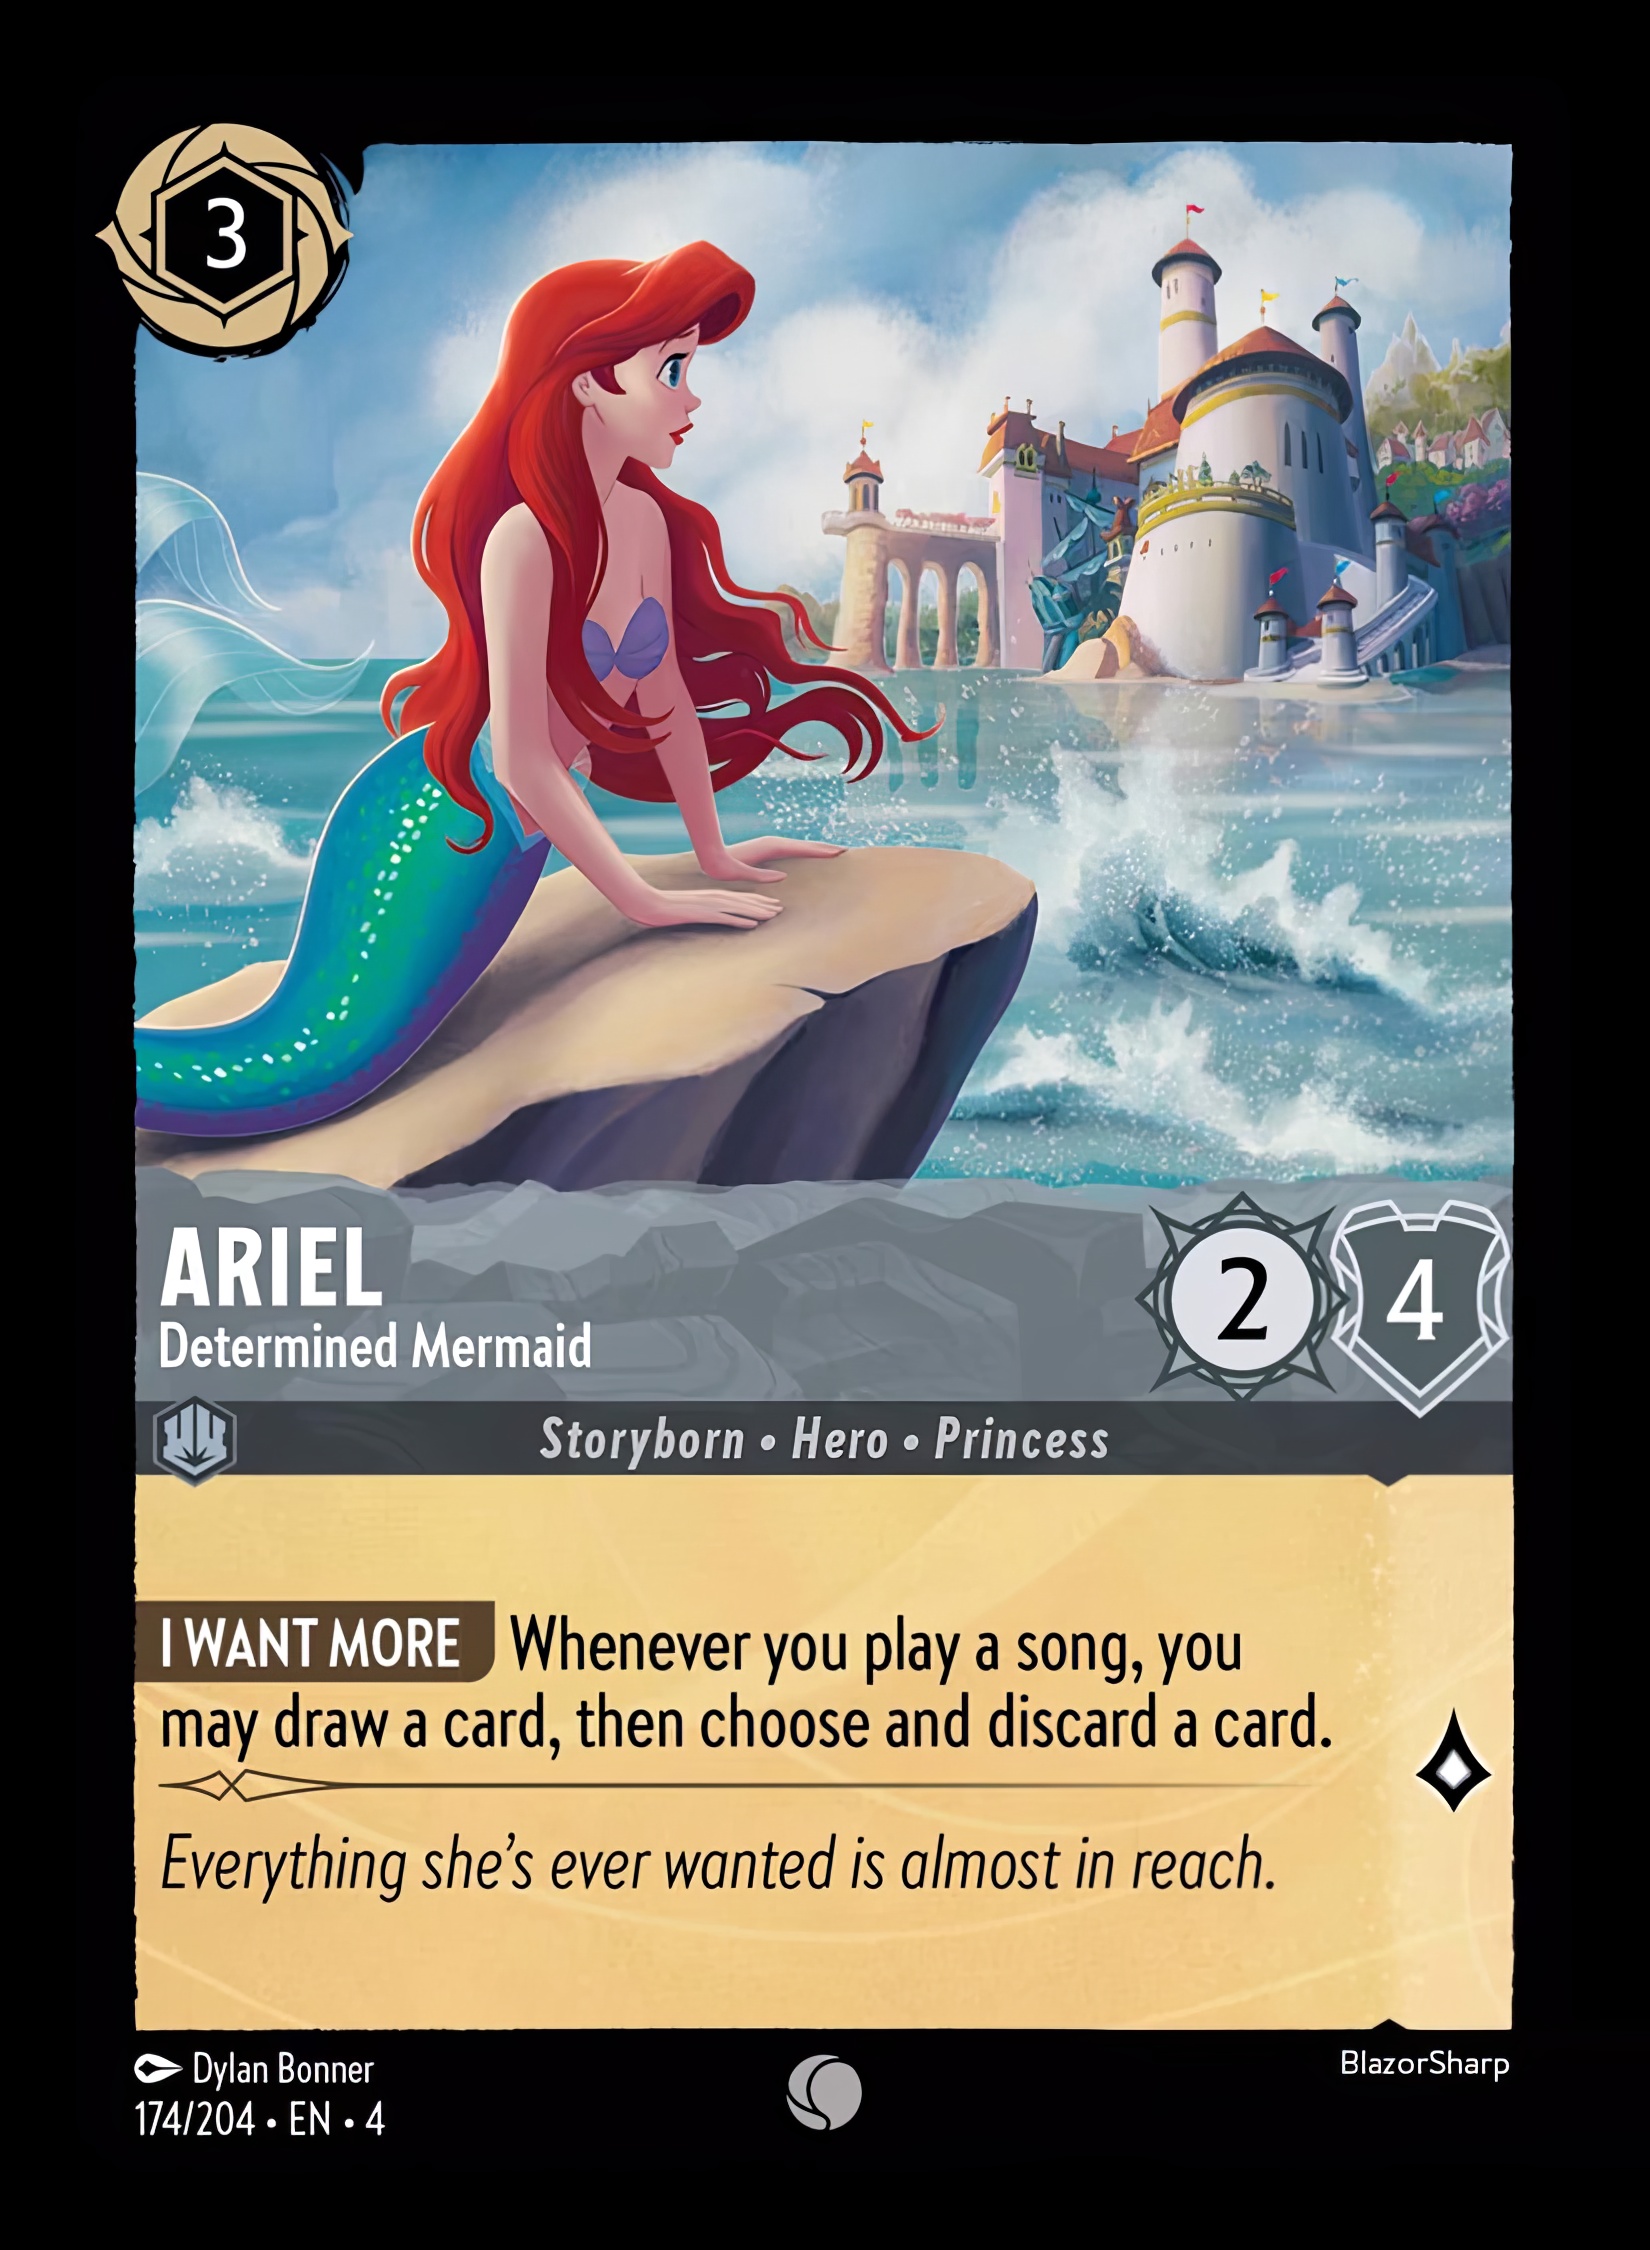 3
ARIEL
Determined Mermaid
2
4
Storyborn • Hero • Princess
I WANT MORE Whenever you play a song, you
may draw a card, then choose and discard a card.
Everything she's ever wanted is almost in reach.
Dylan Bonner
BlazorSharp
174/204 • EN • 4